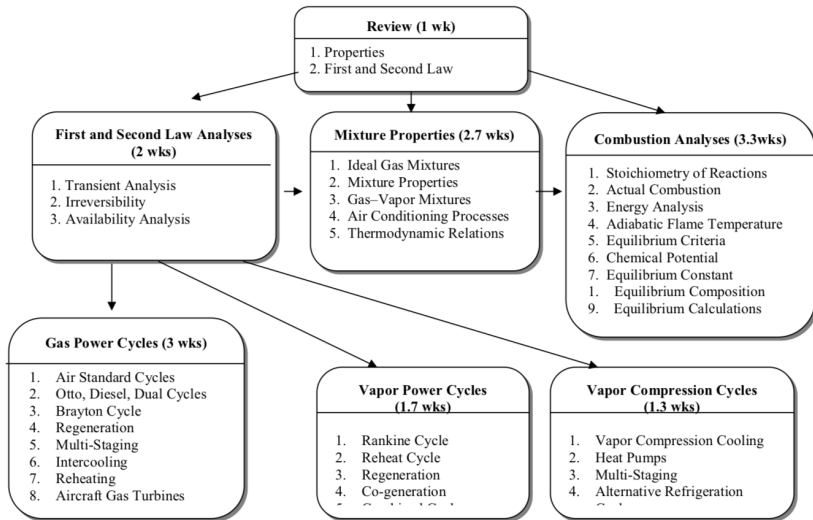 Review (1 wk)
1. Properties
2. First and Second Law
First and Second Law Analyses
(2 wks)
1. Transient Analysis
2. Irreversibility
3. Availability Analysis
Mixture Properties (2.7 wks)
1. Ideal Gas Mixtures
2. Mixture Properties
3. Gas–Vapor Mixtures
4. Air Conditioning Processes
5. Thermodynamic Relations
Combustion Analyses (3.3wks)
1. Stoichiometry of Reactions
2. Actual Combustion
3. Energy Analysis
4. Adiabatic Flame Temperature
5. Equilibrium Criteria
6. Chemical Potential
7. Equilibrium Constant
1. Equilibrium Composition
9. Equilibrium Calculations
Gas Power Cycles (3 wks)
1. Air Standard Cycles
2. Otto, Diesel, Dual Cycles
3. Brayton Cycle
4. Regeneration
5. Multi-Staging
6. Intercooling
7. Reheating
8. Aircraft Gas Turbines
Vapor Power Cycles
(1.7 wks)
1. Rankine Cycle
2. Reheat Cycle
3. Regeneration
4. Co-generation
Vapor Compression Cycles
(1.3 wks)
1. Vapor Compression Cooling
2. Heat Pumps
3. Multi-Staging
4. Alternative Refrigeration